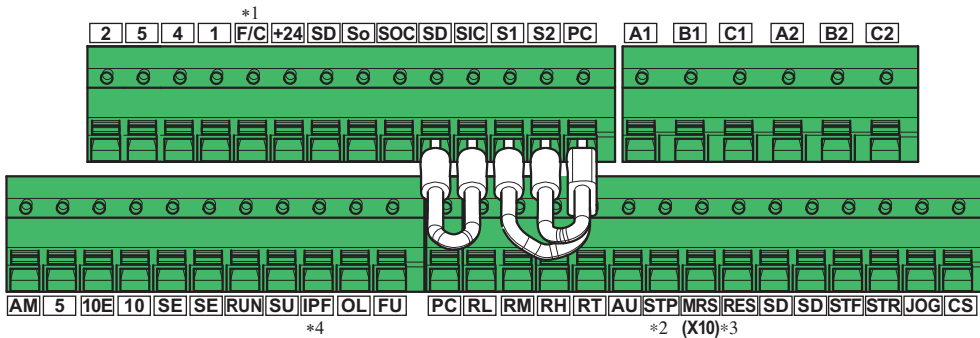 *1
2 5 4 1 F/C +24 SD So SOC SD SIC S1 S2 PC A1 B1 C1 A2 B2 C2
AM 5 10E 10 SE SE RUN SU IPF OL FU PC RL RM RH RT AU STP MRS RES SD SD STF STR JOG CS
*4 *2 (X10) *3